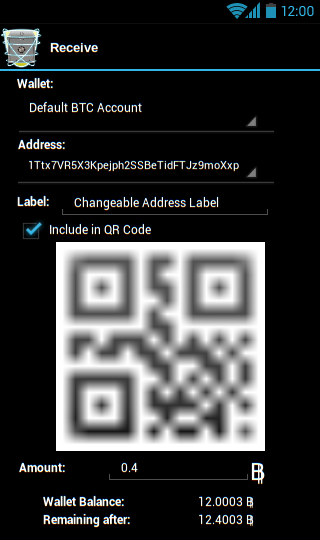 12:00
Receive
Wallet:
Default BTC Account
Address:
1Ttx7VR5X3Kpejph2SSBeTidFTJz9moXxp
Label: Changeable Address Label
Include in QR Code
Amount: 0.4 ₿
Wallet Balance: 12.0003 ₿
Remaining after: 12.4003 ₿